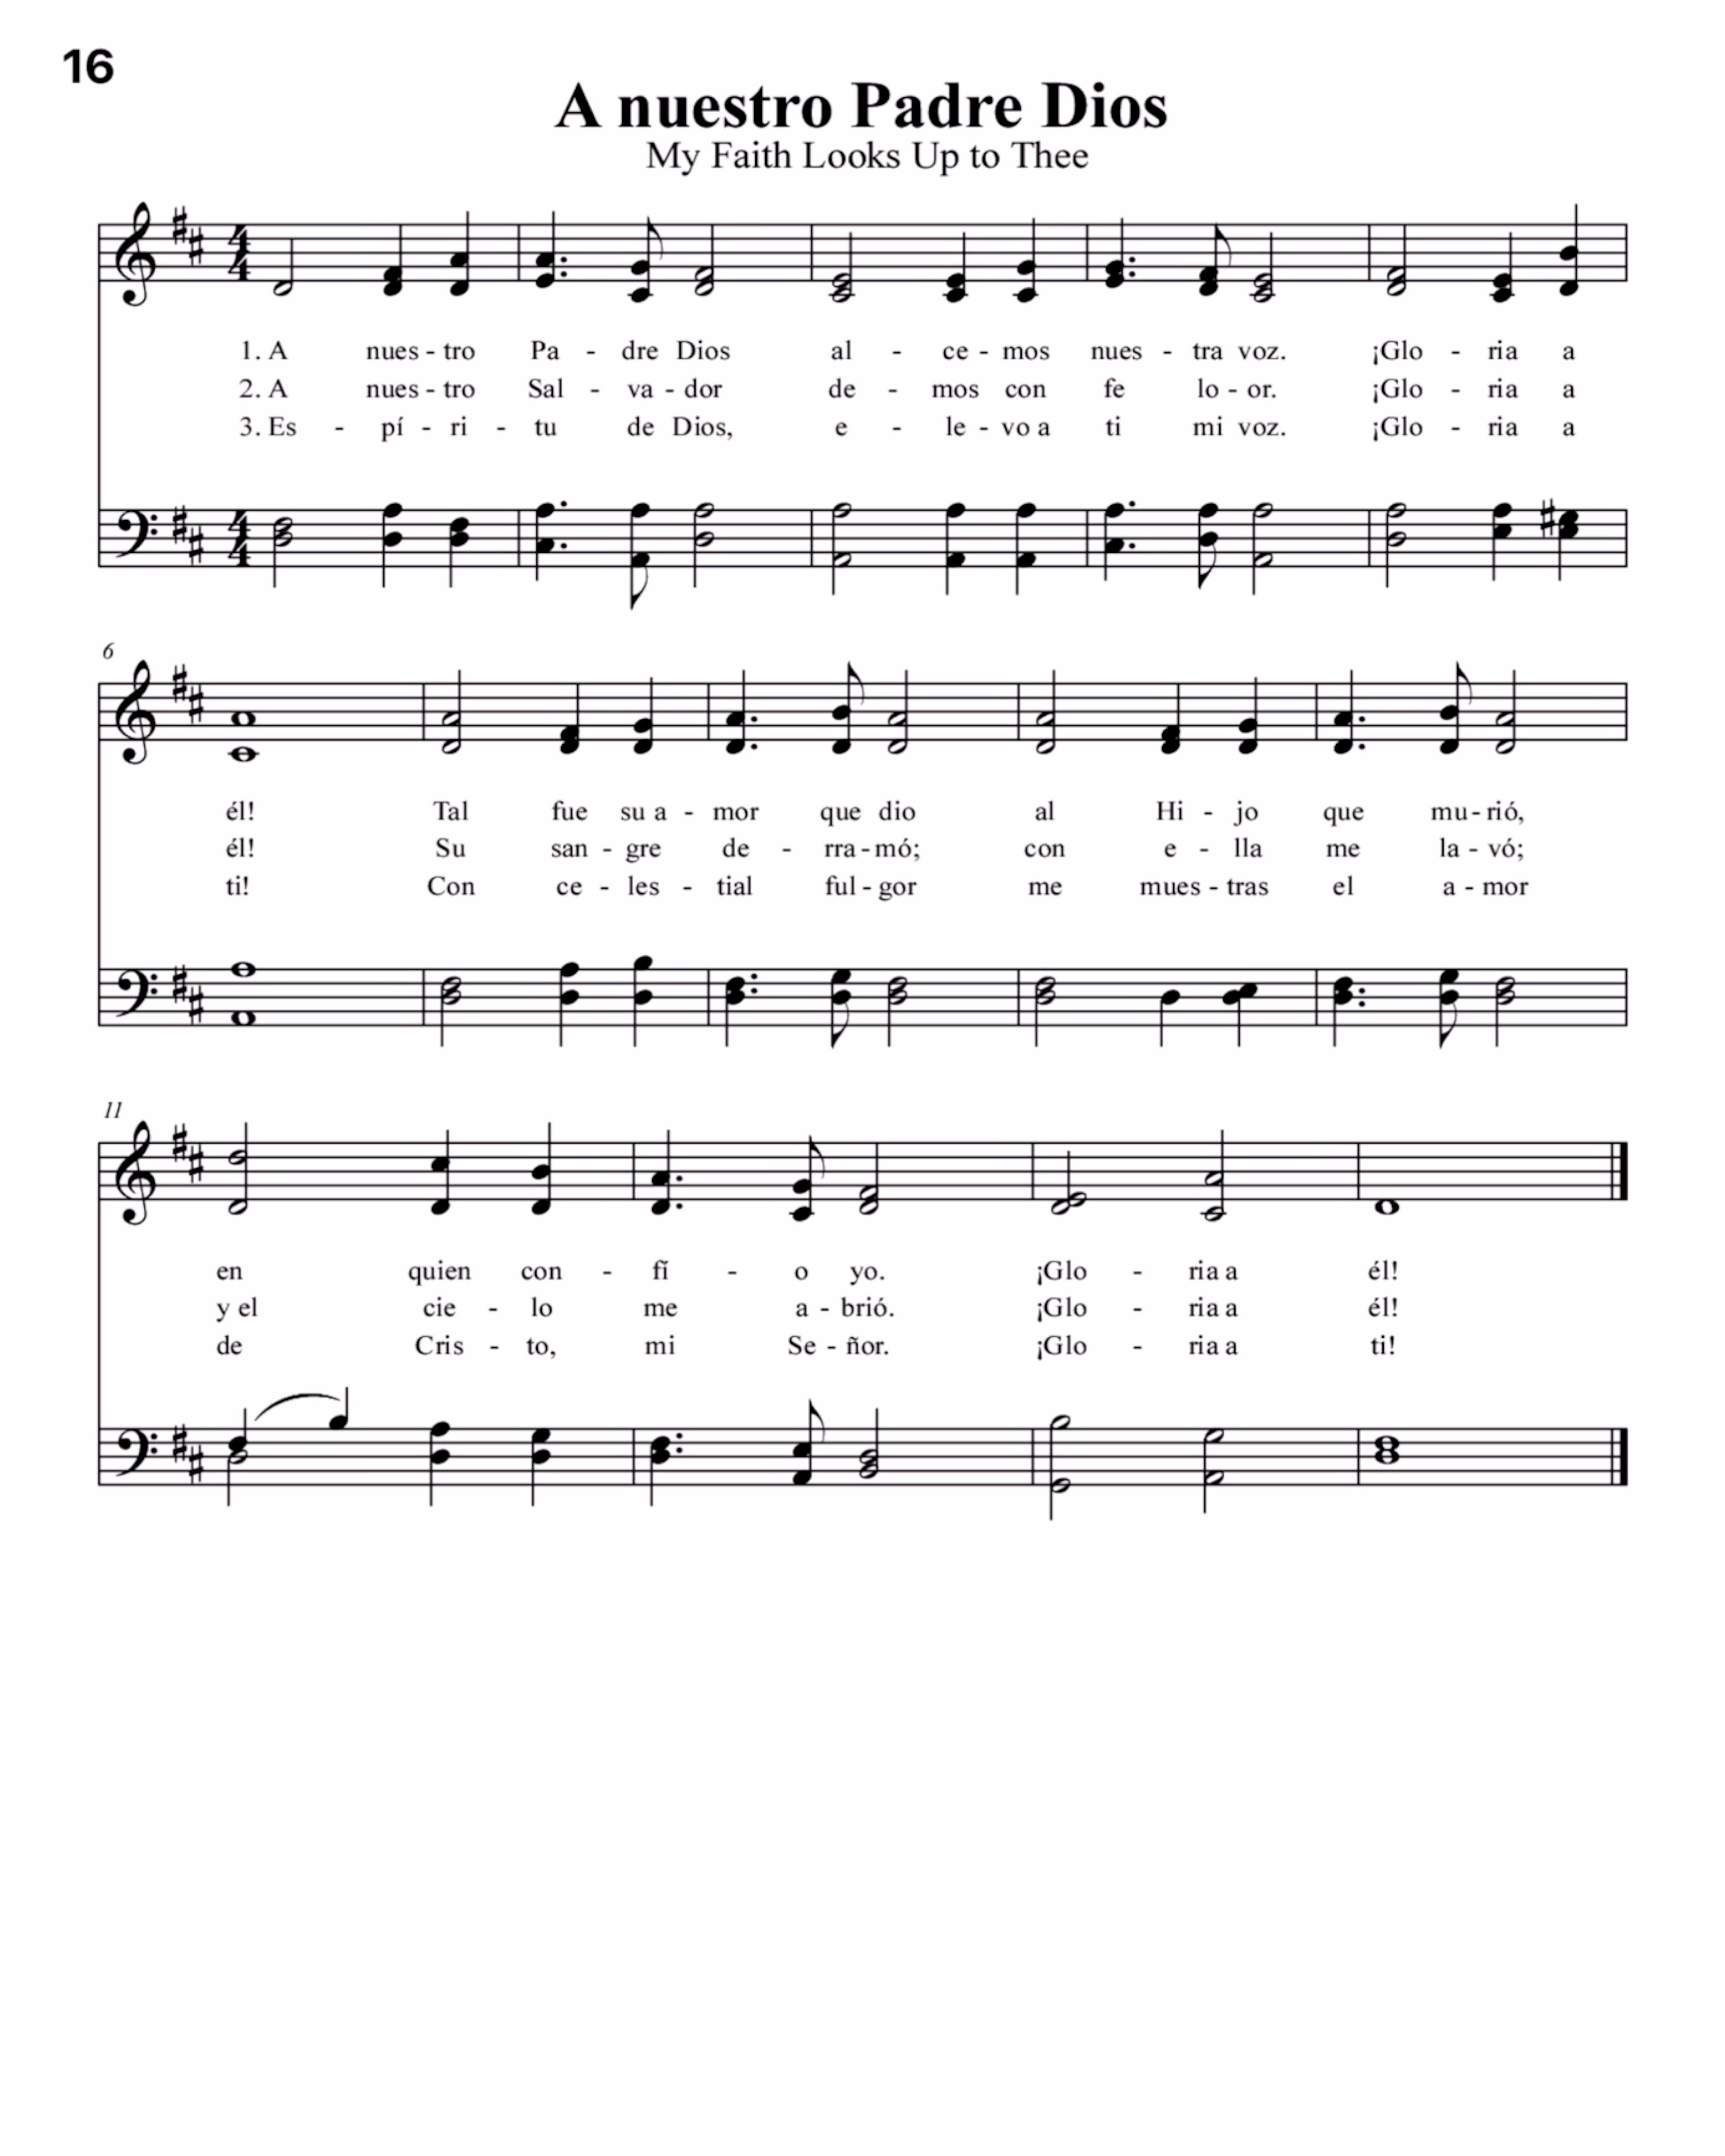 16
A nuestro Padre Dios
My Faith Looks Up to Thee
1. A nues - tro Pa - dre Dios al - ce - mos nues - tra voz. ¡Glo - ria a
2. A nues - tro Sal - va - dor de - mos con fe lo - or. ¡Glo - ria a
3. Es - pí - ri - tu de Dios, e - le - vo a ti mi voz. ¡Glo - ria a
6
él! Tal fue su a - mor que dio al Hi - jo que mu - rió,
él! Su san - gre de - rra - mó; con e - lla me la - vó;
ti! Con ce - les - tial ful - gor me mues - tras el a - mor
11
en quien con - fí - o yo. ¡Glo - ria a él!
y el cie - lo me a - brió. ¡Glo - ria a él!
de Cris - to, mi Se - ñor. ¡Glo - ria a ti!